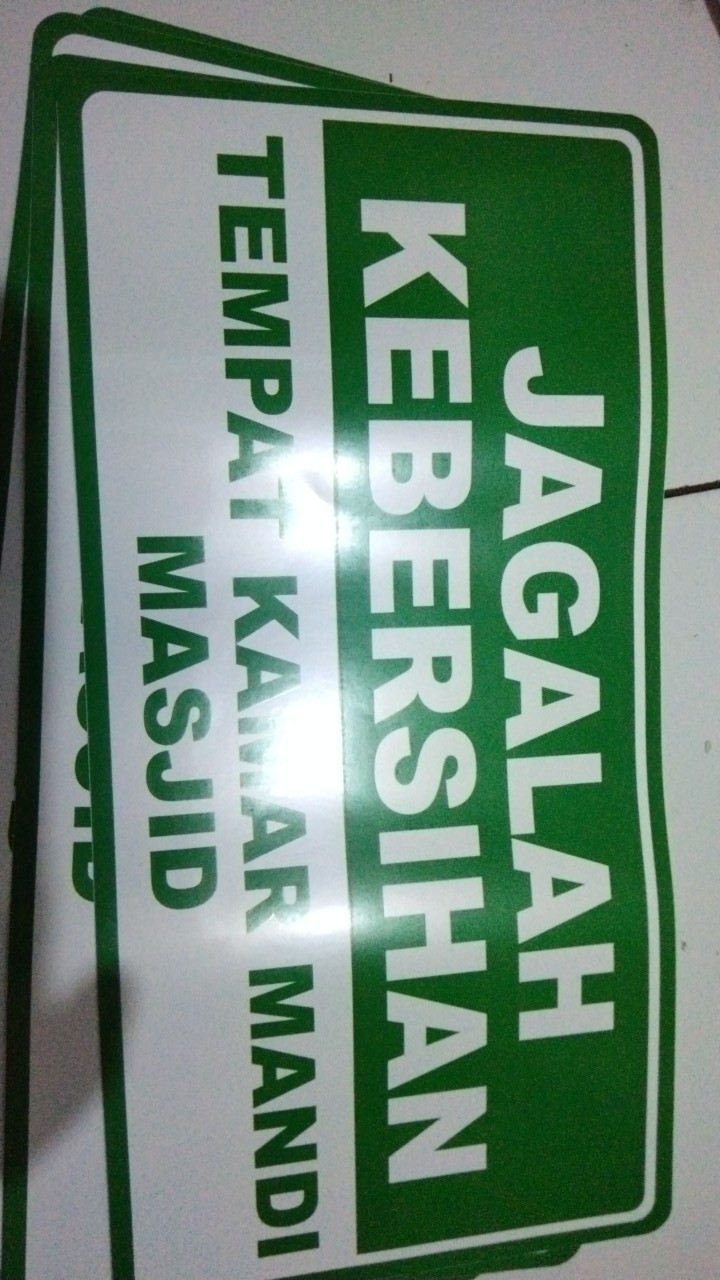 JAGALAH
KEBERSIHAN
TEMPAT KAMAR MANDI
MASJID